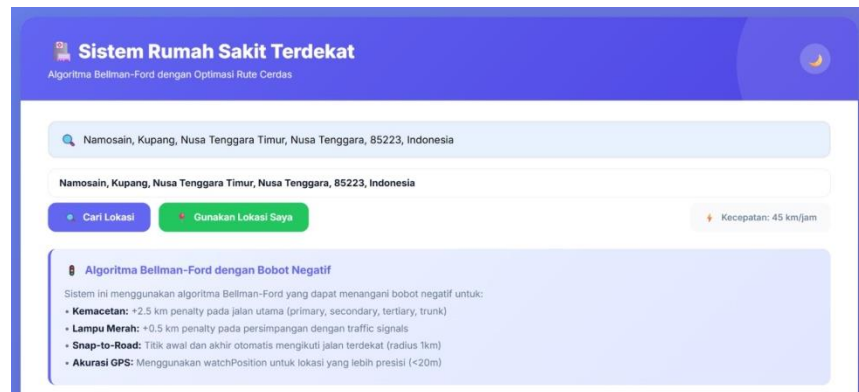 Sistem Rumah Sakit Terdekat
Algoritma Bellman-Ford dengan Optimasi Rute Cerdas
Namosain, Kupang, Nusa Tenggara Timur, Nusa Tenggara, 85223, Indonesia
Namosain, Kupang, Nusa Tenggara Timur, Nusa Tenggara, 85223, Indonesia
Cari Lokasi
Gunakan Lokasi Saya
Kecepatan: 45 km/jam
Algoritma Bellman-Ford dengan Bobot Negatif
Sistem ini menggunakan algoritma Bellman-Ford yang dapat menangani bobot negatif untuk:
• Kemacetan: +2.5 km penalty pada jalan utama (primary, secondary, tertiary, trunk)
• Lampu Merah: +0.5 km penalty pada persimpangan dengan traffic signals
• Snap-to-Road: Titik awal dan akhir otomatis mengikuti jalan terdekat (radius 1km)
• Akurasi GPS: Menggunakan watchPosition untuk lokasi yang lebih presisi (<20m)